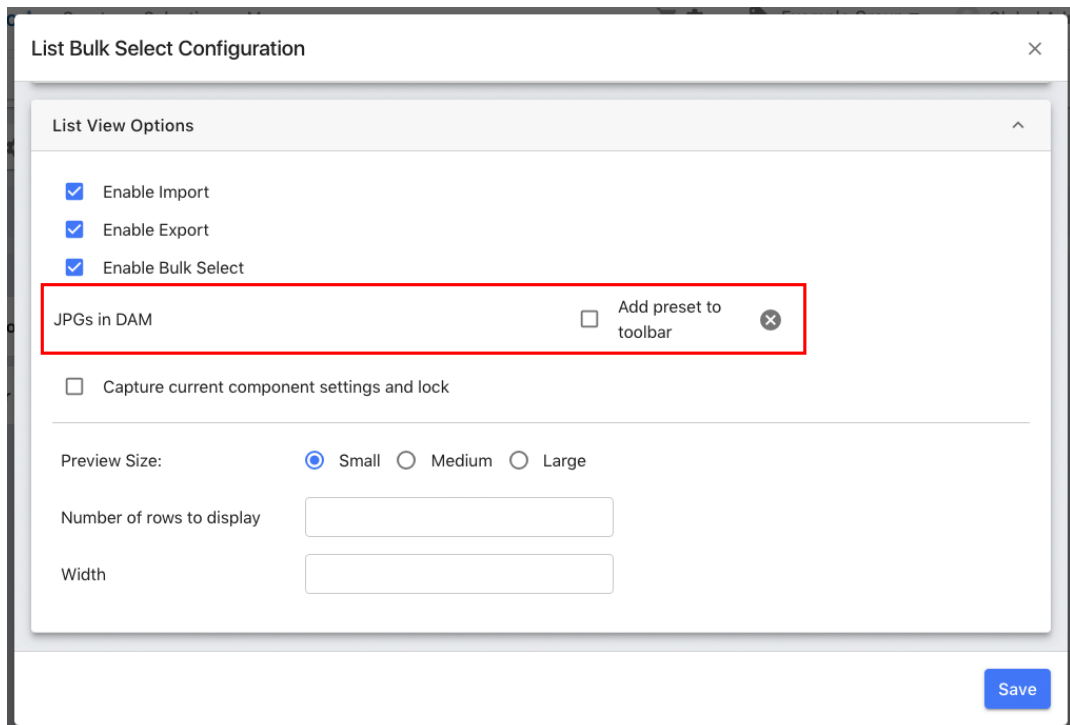 List Bulk Select Configuration
List View Options
Enable Import
Enable Export
Enable Bulk Select
JPGs in DAM
Add preset to
toolbar
Capture current component settings and lock
Preview Size:
Small
Medium
Large
Number of rows to display
Width
Save